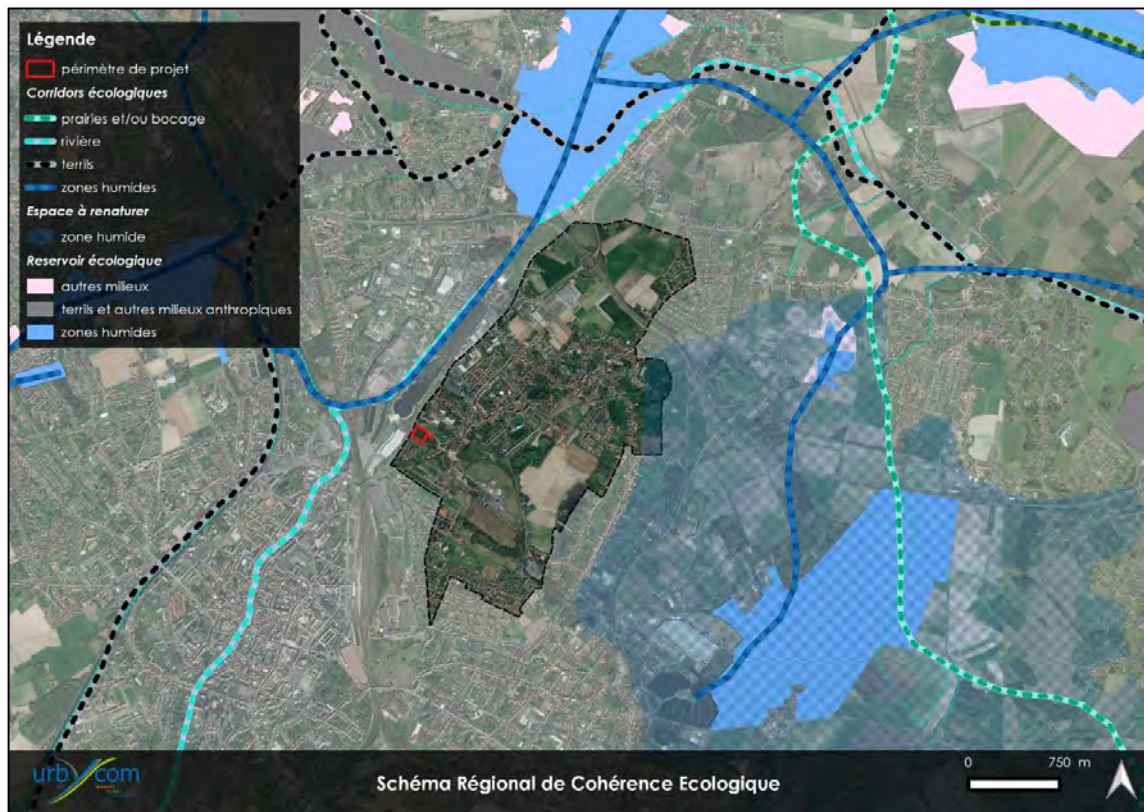 Légende
périmètre de projet
Corridors écologiques
prairies et/ou bocage
rivière
terrils
zones humides
Espace à renaturer
zone humide
Reservoir écologique
autres milieux
terrils et autres milieux anthropiques
zones humides
urbycom
Schéma Régional de Cohérence Ecologique
0 750 m